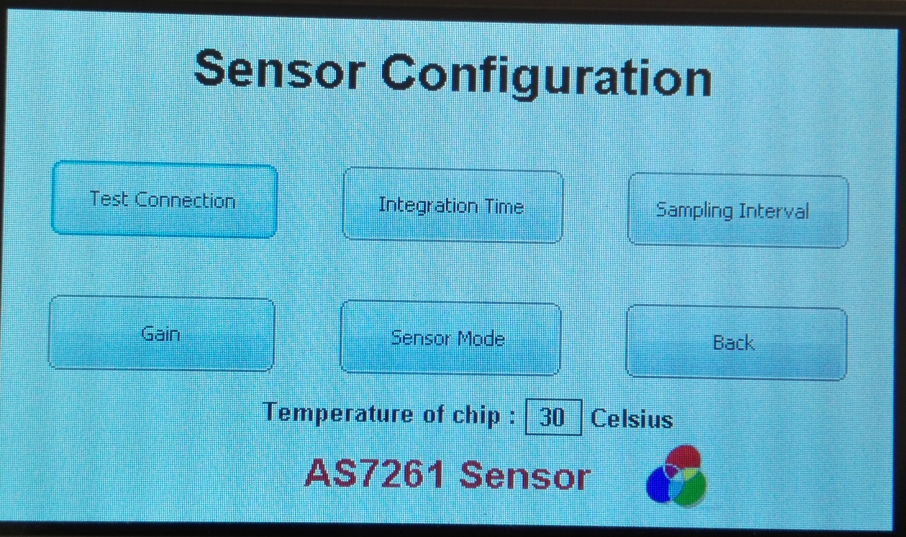 Sensor Configuration
Test Connection
Integration Time
Sampling Interval
Gain
Sensor Mode
Back
Temperature of chip : 30 Celsius
AS7261 Sensor